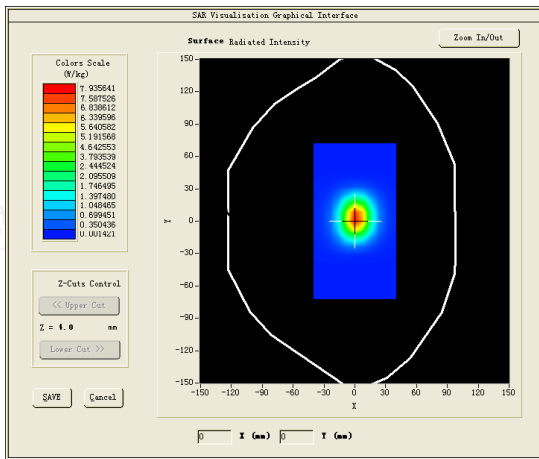 SAR Visualisation Graphical Interface
Surface Radiated Intensity
Zoom In/Out
Colors Scale
(W/kg)
7.935641
7.587526
6.838612
6.339596
5.640582
5.191568
4.642553
3.793539
2.444524
2.095509
1.746495
1.397480
1.048465
0.699451
0.350436
0.001421
150
120
90
60
30
0
-30
-60
-90
-120
-150
Y
-150 -120 -90 -60 -30 0 30 60 90 120 150
X
Z-Cuts Control
<< Upper Cut
Z = 4.0 mm
Lower Cut >>
SAVE Cancel
0 X (mm) 0 Y (mm)